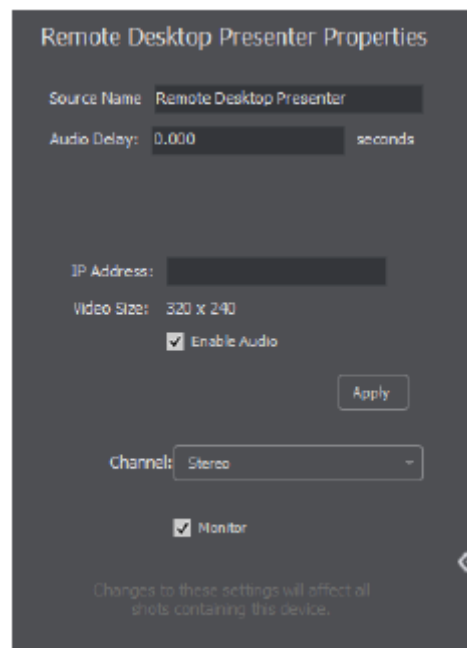 Remote Desktop Presenter Properties
Source Name Remote Desktop Presenter
Audio Delay: 0.000 seconds
IP Address:
Video Size: 320 x 240
Enable Audio
Apply
Channel: Stereo
Monitor
Changes to these settings will affect all
shots containing this device.